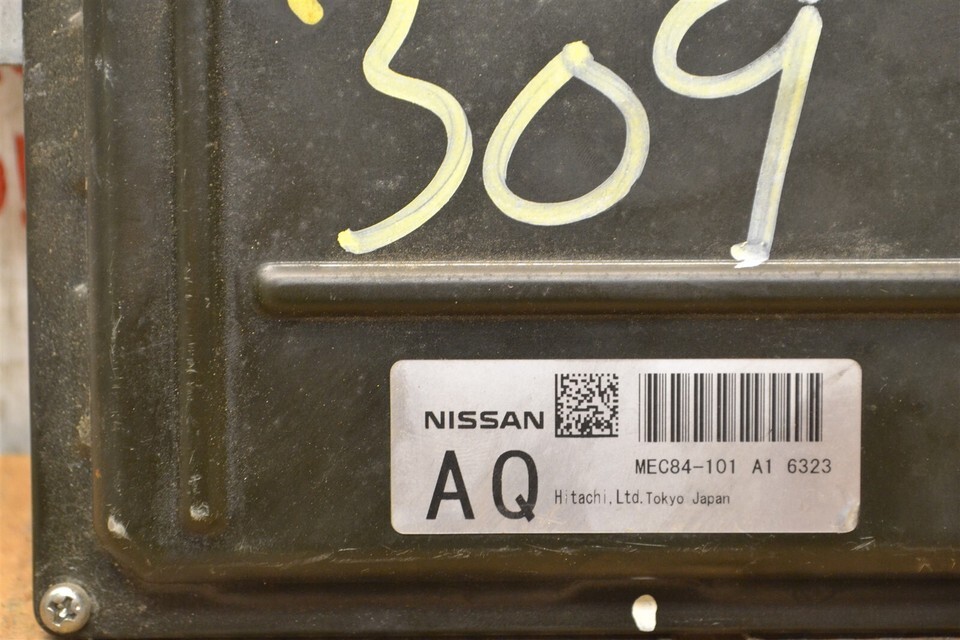 309
NISSAN
MEC84-101 A1 6323
AQ
Hitachi,Ltd.Tokyo Japan